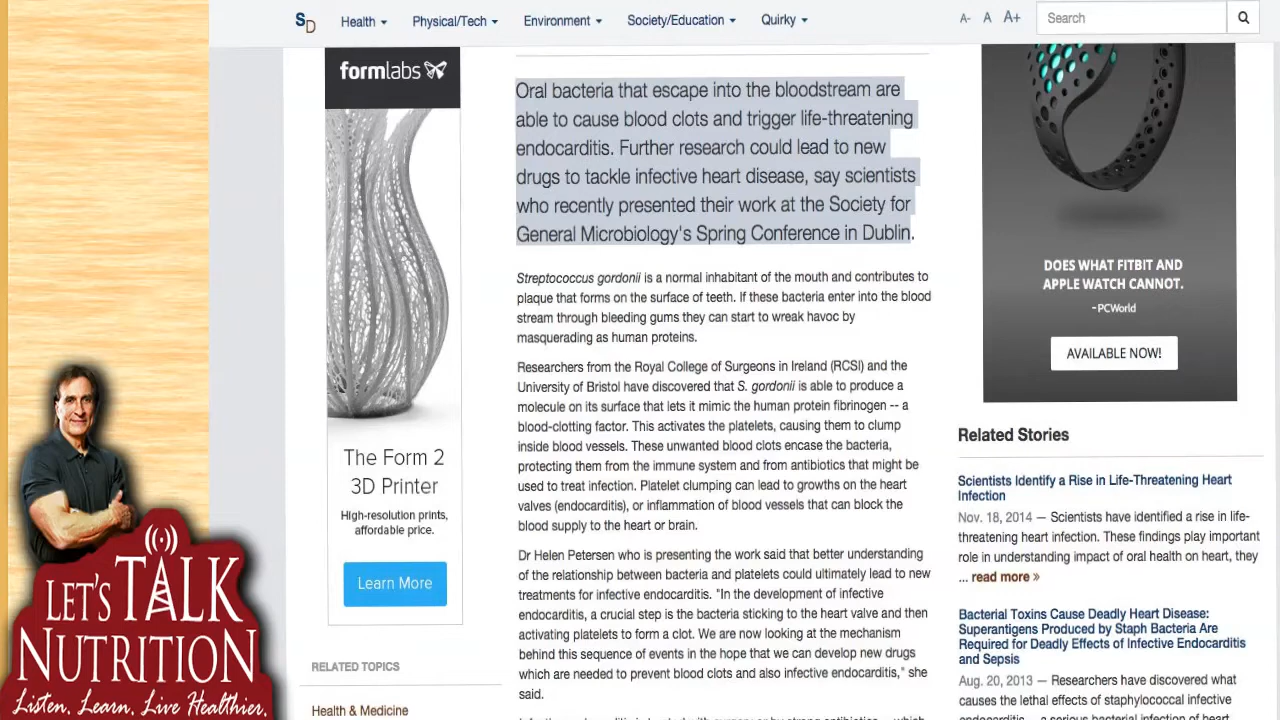 SD
Health
Physical/Tech
Environment
Society/Education
Quirky
A- A A+
Search
formlabs
The Form 2
3D Printer
High-resolution prints,
affordable price.
Learn More
RELATED TOPICS
Health & Medicine
Oral bacteria that escape into the bloodstream are
able to cause blood clots and trigger life-threatening
endocarditis. Further research could lead to new
drugs to tackle infective heart disease, say scientists
who recently presented their work at the Society for
General Microbiology's Spring Conference in Dublin.
Streptococcus gordonii is a normal inhabitant of the mouth and contributes to
plaque that forms on the surface of teeth. If these bacteria enter into the blood
stream through bleeding gums they can start to wreak havoc by
masquerading as human proteins.
Researchers from the Royal College of Surgeons in Ireland (RCSI) and the
University of Bristol have discovered that S. gordonii is able to produce a
molecule on its surface that lets it mimic the human protein fibrinogen -- a
blood-clotting factor. This activates the platelets, causing them to clump
inside blood vessels. These unwanted blood clots encase the bacteria,
protecting them from the immune system and from antibiotics that might be
used to treat infection. Platelet clumping can lead to growths on the heart
valves (endocarditis), or inflammation of blood vessels that can block the
blood supply to the heart or brain.
Dr Helen Petersen who is presenting the work said that better understanding
of the relationship between bacteria and platelets could ultimately lead to new
treatments for infective endocarditis. "In the development of infective
endocarditis, a crucial step is the bacteria sticking to the heart valve and then
activating platelets to form a clot. We are now looking at the mechanism
behind this sequence of events in the hope that we can develop new drugs
which are needed to prevent blood clots and also infective endocarditis," she
said.
DOES WHAT FITBIT AND
APPLE WATCH CANNOT.
-PCWorld
AVAILABLE NOW!
Related Stories
Scientists Identify a Rise in Life-Threatening Heart
Infection
Nov. 18, 2014 — Scientists have identified a rise in life-
threatening heart infection. These findings play important
role in understanding impact of oral health on heart, they
... read more »
Bacterial Toxins Cause Deadly Heart Disease:
Superantigens Produced by Staph Bacteria Are
Required for Deadly Effects of Infective Endocarditis
and Sepsis
Aug. 20, 2013 — Researchers have discovered what
causes the lethal effects of staphylococcal infective
LET'S TALK
NUTRITION
Listen. Learn. Live Healthier.